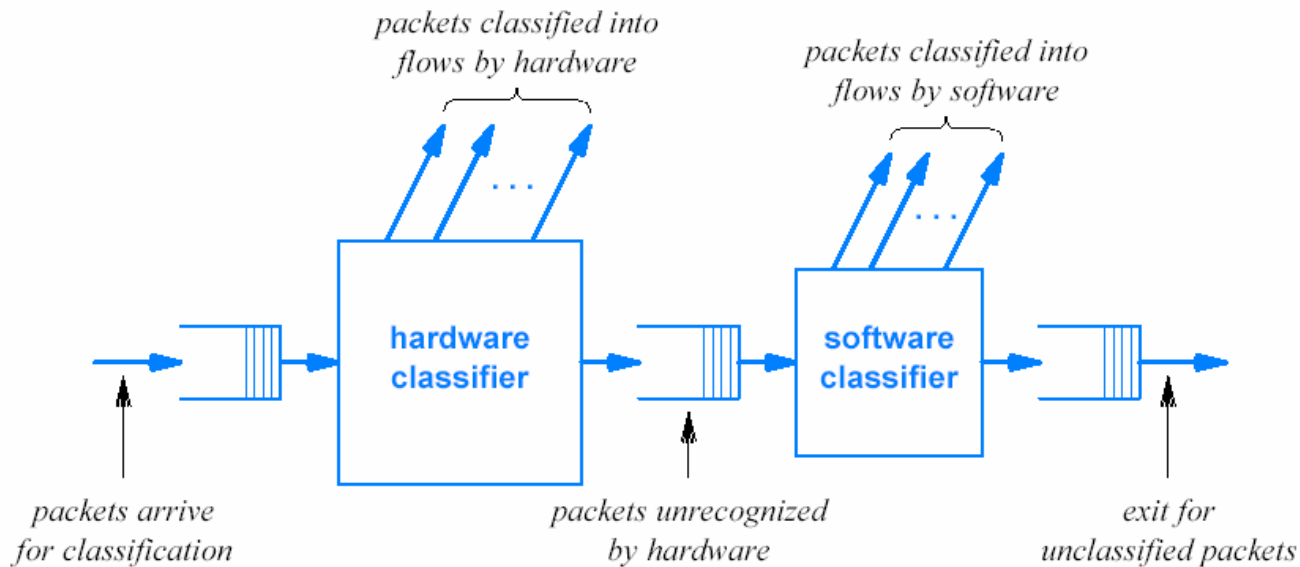 packets classified into
flows by hardware
packets classified into
flows by software
. . .
. . .
hardware
classifier
software
classifier
packets arrive
for classification
packets unrecognized
by hardware
exit for
unclassified packets